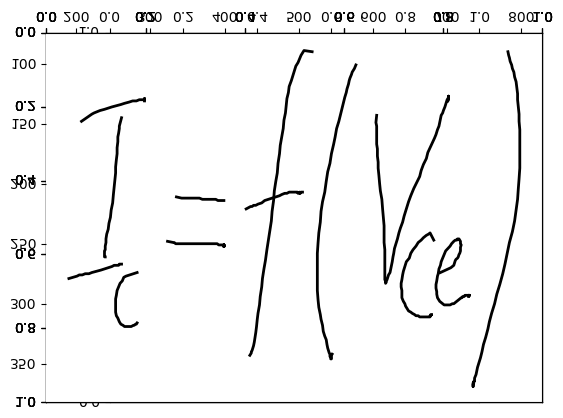 I_c = f(V_ce)